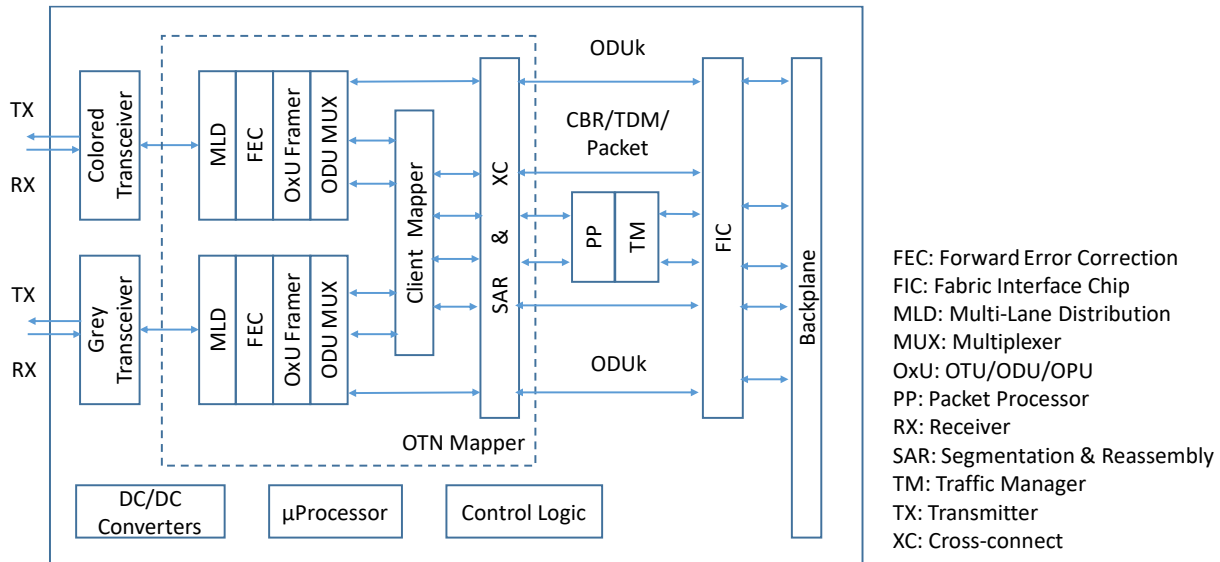 ODUk
TX
RX
Colored
Transceiver
MLD
FEC
OxU Framer
ODU MUX
CBR/TDM/
Packet
Client Mapper
SAR & XC
PP
TM
FIC
Backplane
TX
RX
Grey
Transceiver
MLD
FEC
OxU Framer
ODU MUX
ODUk
OTN Mapper
DC/DC
Converters
µProcessor
Control Logic
FEC: Forward Error Correction
FIC: Fabric Interface Chip
MLD: Multi-Lane Distribution
MUX: Multiplexer
OxU: OTU/ODU/OPU
PP: Packet Processor
RX: Receiver
SAR: Segmentation & Reassembly
TM: Traffic Manager
TX: Transmitter
XC: Cross-connect